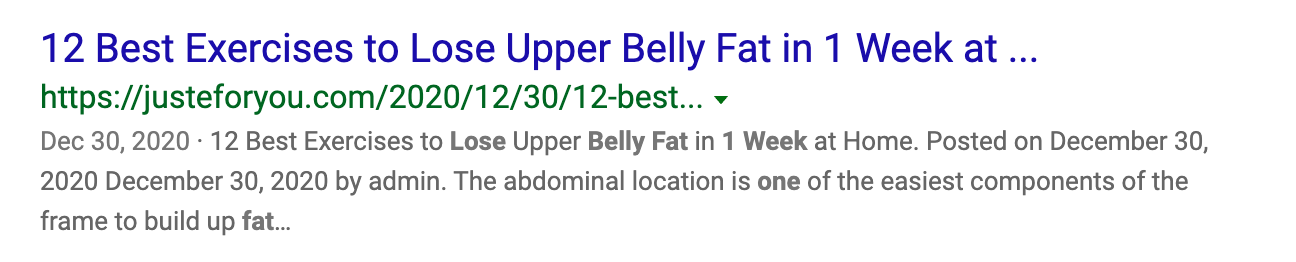 12 Best Exercises to Lose Upper Belly Fat in 1 Week at ...
https://justeforyou.com/2020/12/30/12-best...
Dec 30, 2020 · 12 Best Exercises to Lose Upper Belly Fat in 1 Week at Home. Posted on December 30,
2020 December 30, 2020 by admin. The abdominal location is one of the easiest components of the
frame to build up fat…